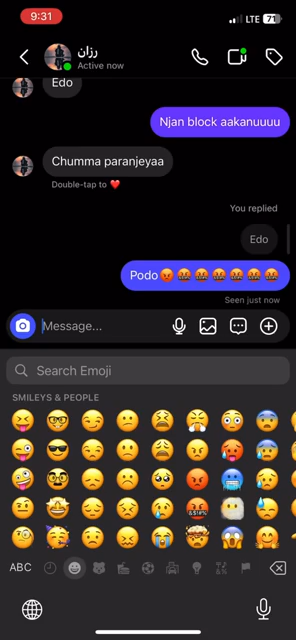 9:31
LTE 71
رزان
Active now
Edo
Njan block aakanuuuu
Chumma paranjeyaa
Double-tap to ❤️
You replied
Edo
Podo😡🤬🤬🤬🤬🤬🤬
Seen just now
Message...
Search Emoji
SMILEYS & PEOPLE
ABC